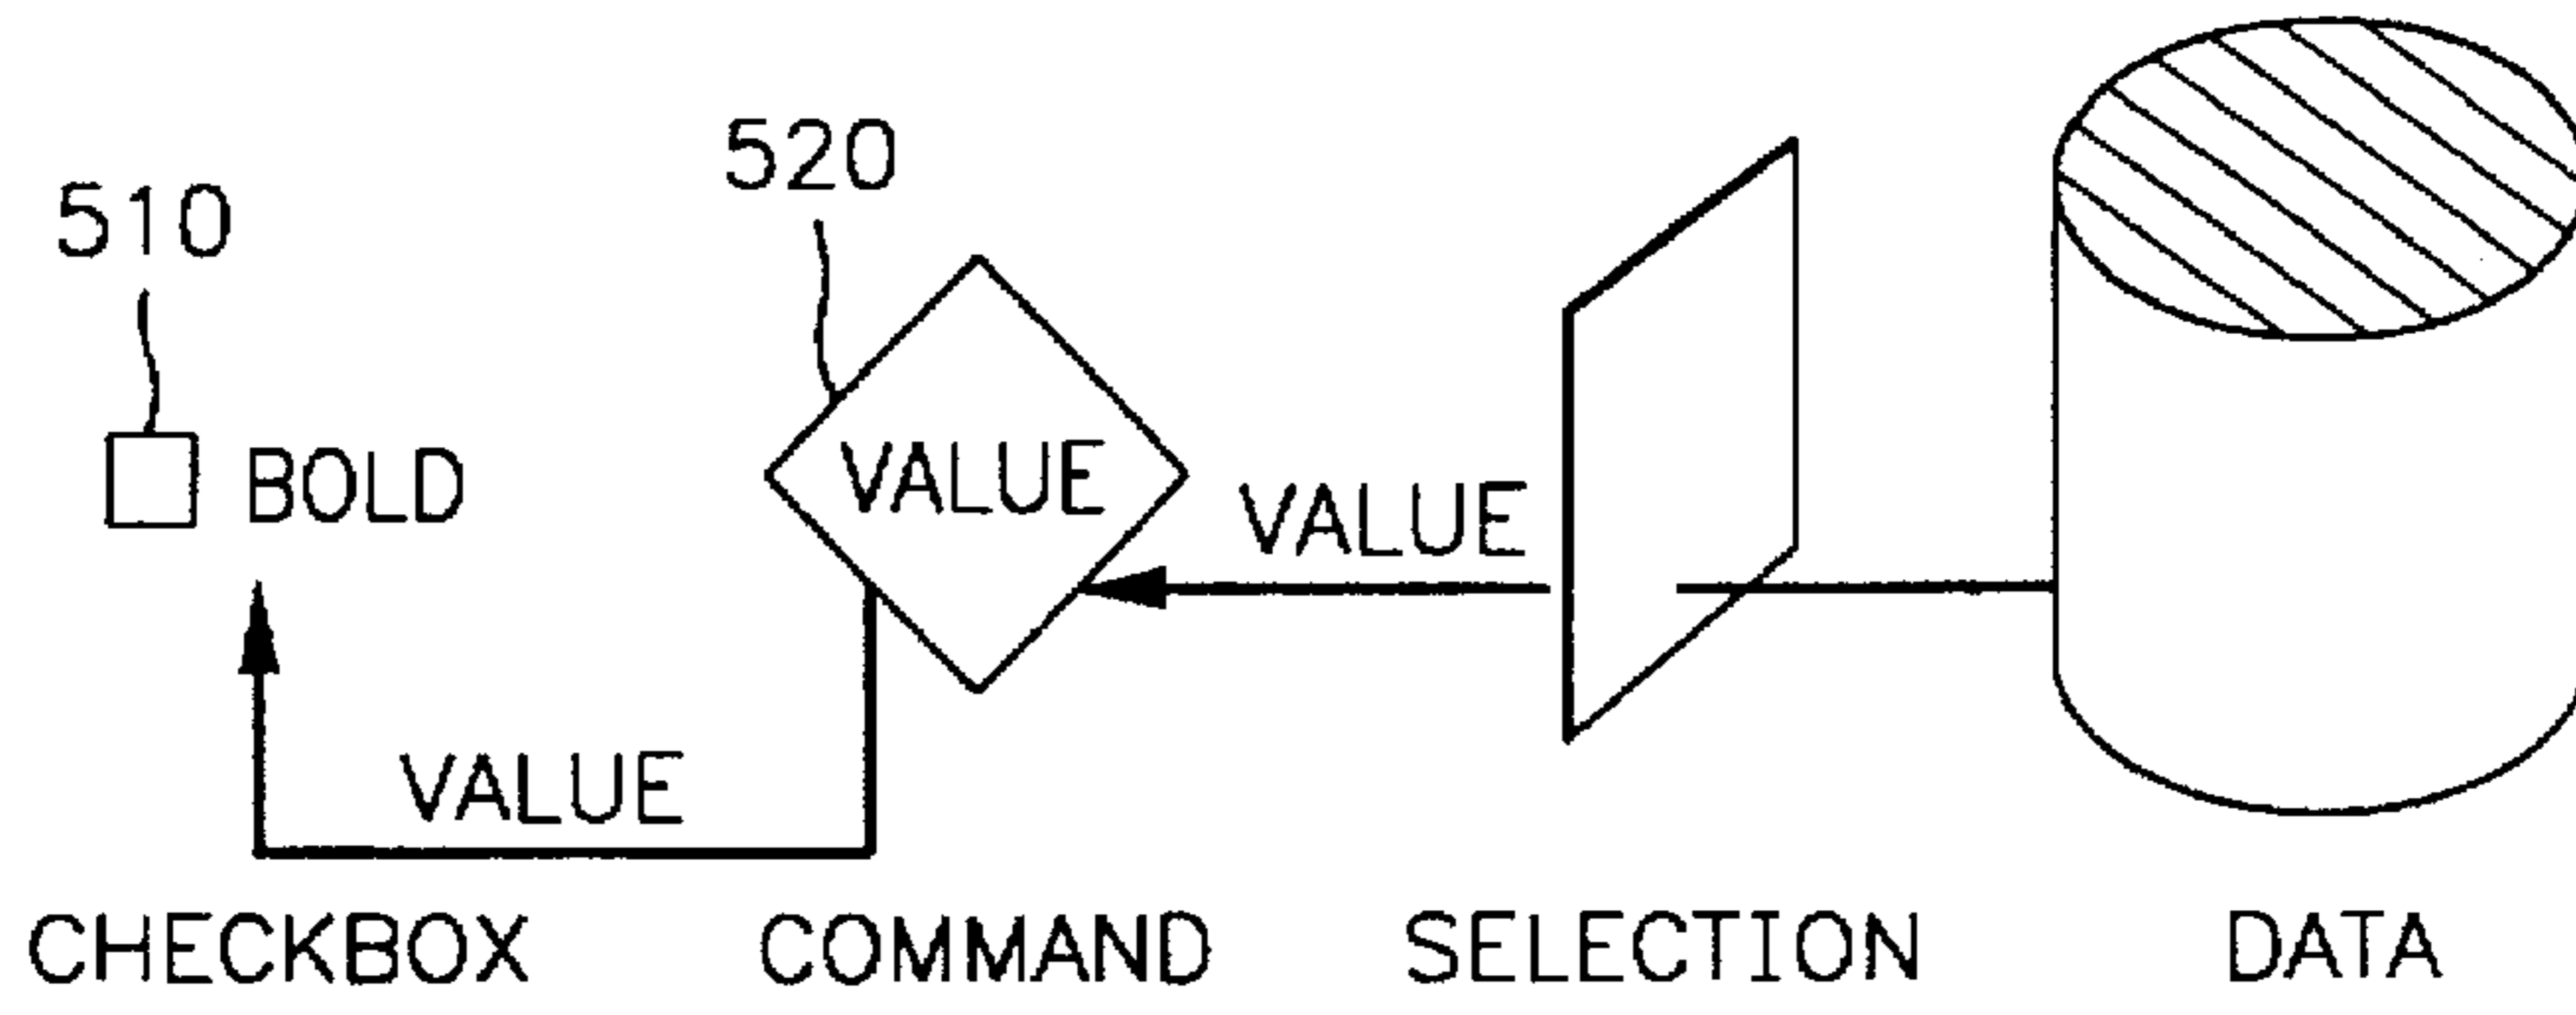 520
510
VALUE
BOLD
VALUE
VALUE
CHECKBOX COMMAND SELECTION DATA